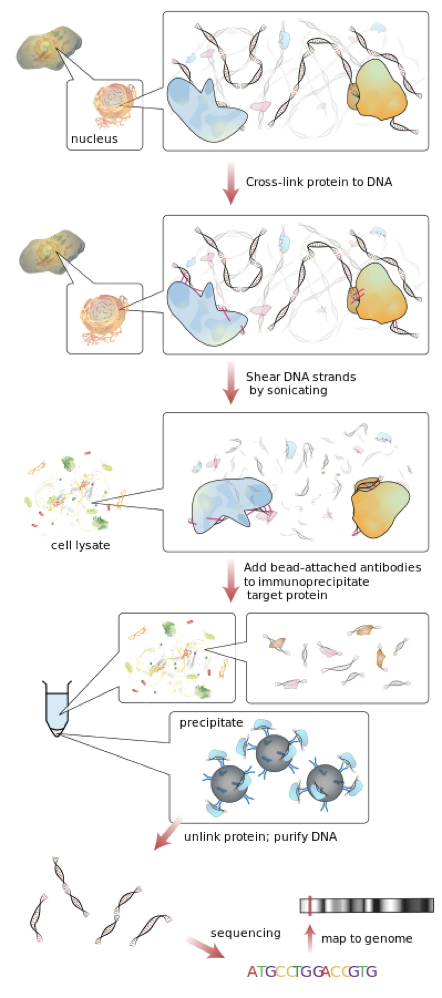 nucleus
Cross-link protein to DNA
Shear DNA strands
by sonicating
cell lysate
Add bead-attached antibodies
to immunoprecipitate
target protein
precipitate
unlink protein; purify DNA
sequencing
map to genome
ATGCCTGGACCGTG